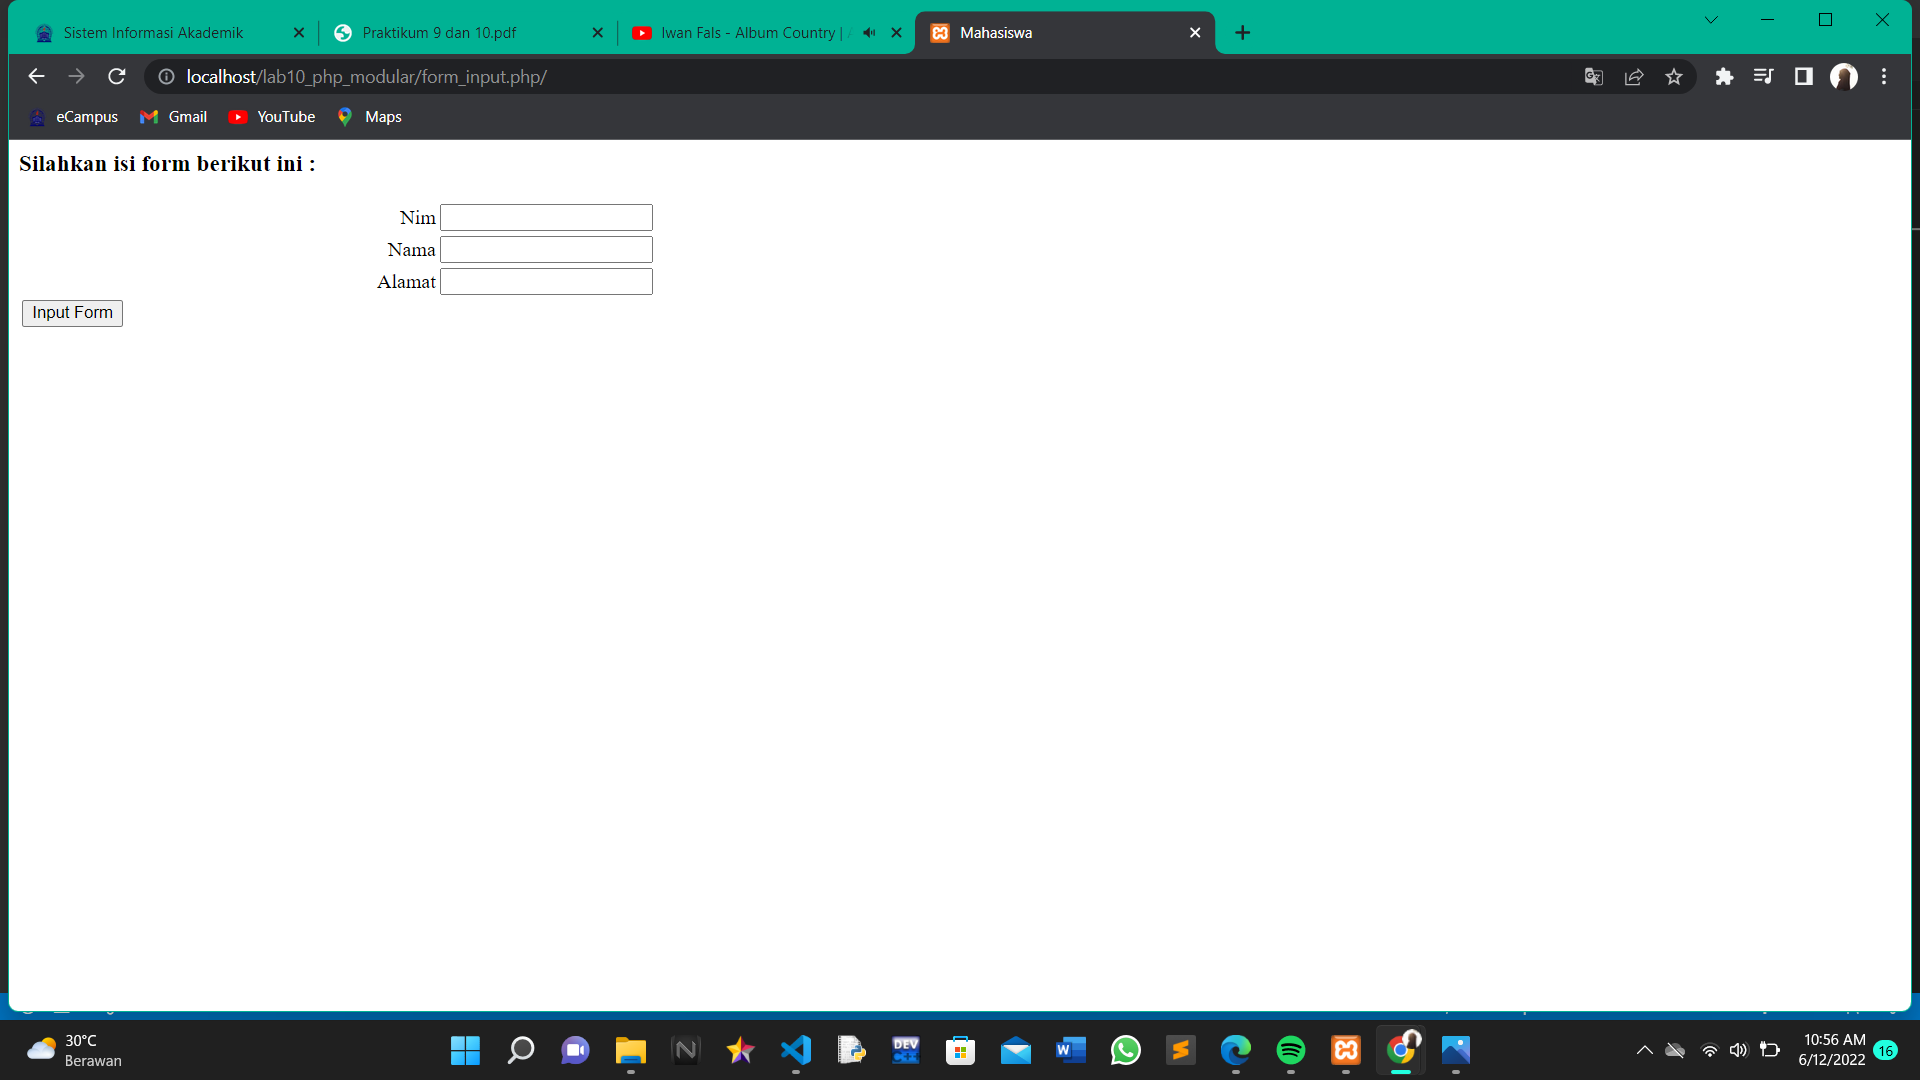 Sistem Informasi Akademik
Praktikum 9 dan 10.pdf
Iwan Fals - Album Country |
Mahasiswa
localhost/lab10_php_modular/form_input.php/
eCampus
Gmail
YouTube
Maps
Silahkan isi form berikut ini :
Nim
Nama
Alamat
Input Form
30°C
Berawan
N
DEV
C++
W
S
10:56 AM
6/12/2022
16